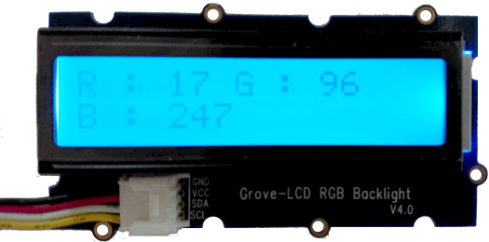 R : 17 G : 96
B : 247
GND
VCC
SDA
SCL
Grove-LCD RGB Backlight
V4.0